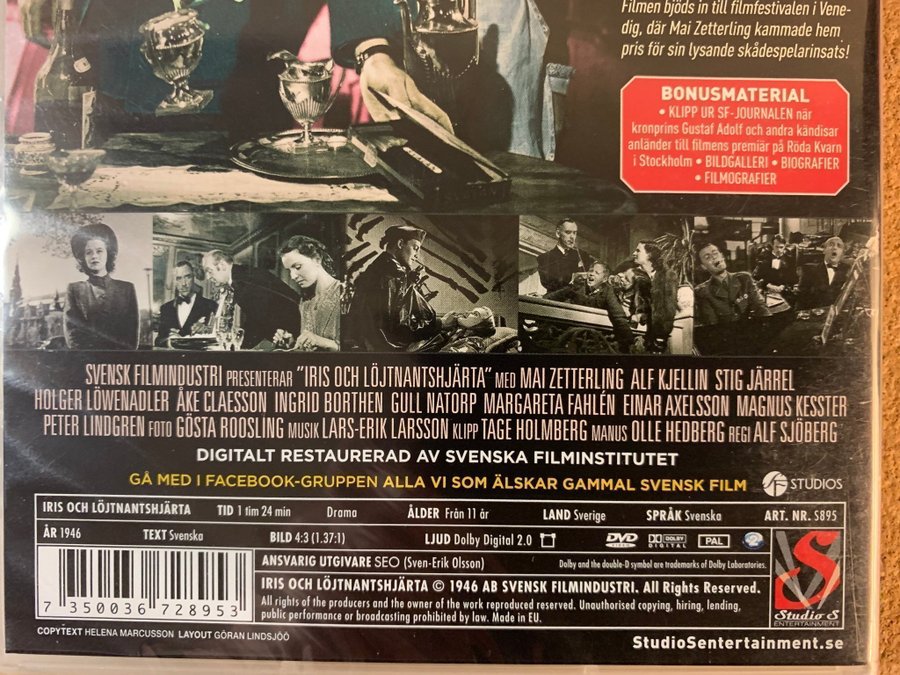 Filmen bjöds in till filmfestivalen i Vene-
dig, där Mai Zetterling kammade hem
pris för sin lysande skådespelarinsats!
BONUSMATERIAL
• KLIPP UR SF-JOURNALEN när
kronprins Gustaf Adolf och andra kändisar
anländer till filmens premiär på Röda Kvarn
i Stockholm • BILDGALLERI • BIOGRAFIER
• FILMOGRAFIER
SVENSK FILMINDUSTRI PRESENTERAR "IRIS OCH LÖJTNANTSHJÄRTA" MED MAI ZETTERLING ALF KJELLIN STIG JÄRREL
HOLGER LÖWENADLER ÅKE CLAESSON INGRID BORTHEN GULL NATORP MARGARETA FAHLÉN EINAR AXELSSON MAGNUS KESSTER
PETER LINDGREN FOTO GÖSTA ROOSLING MUSIK LARS-ERIK LARSSON KLIPP TAGE HOLMBERG MANUS OLLE HEDBERG REGI ALF SJÖBERG
DIGITALT RESTAURERAD AV SVENSKA FILMINSTITUTET
GÅ MED I FACEBOOK-GRUPPEN ALLA VI SOM ÄLSKAR GAMMAL SVENSK FILM SF STUDIOS
IRIS OCH LÖJTNANTSHJÄRTA TID 1 tim 24 min Drama ÅLDER Från 11 år LAND Sverige SPRÅK Svenska ART. NR. S895
ÅR 1946 TEXT Svenska BILD 4:3 (1.37:1) LJUD Dolby Digital 2.0 DVD VIDEO DOLBY DIGITAL PAL 2
ANSVARIG UTGIVARE SEO (Sven-Erik Olsson) Dolby and the double-D symbol are trademarks of Dolby Laboratories.
IRIS OCH LÖJTNANTSHJÄRTA © 1946 AB SVENSK FILMINDUSTRI. All Rights Reserved.
All rights of the producers and the owner of the work reproduced reserved. Unauthorised copying, hiring, lending,
public performance or broadcasting prohibited by law. Made in EU.
7 350036 728953
S
Studio S
ENTERTAINMENT
COPYTEXT HELENA MARCUSSON LAYOUT GÖRAN LINDSJÖÖ
StudioSentertainment.se